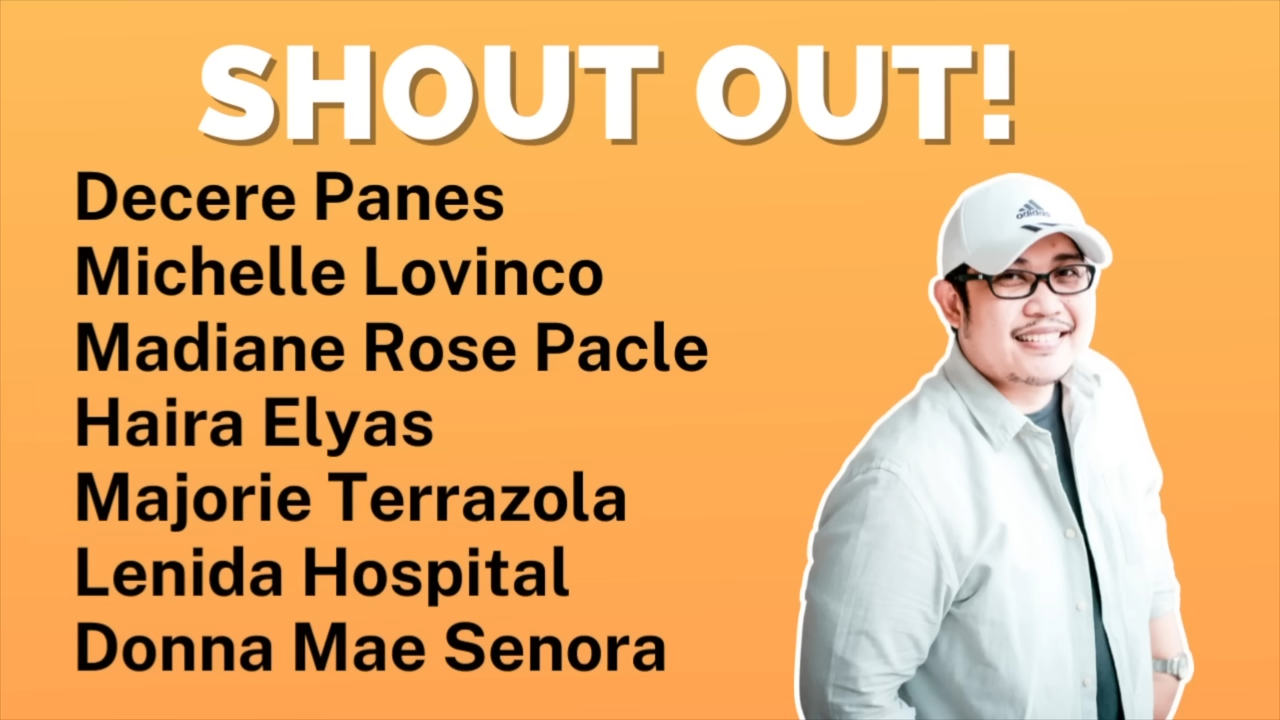 SHOUT OUT!
Decere Panes
Michelle Lovinco
Madiane Rose Pacle
Haira Elyas
Majorie Terrazola
Lenida Hospital
Donna Mae Senora
adidas